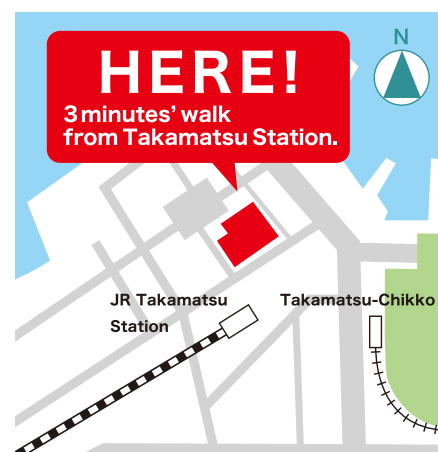 HERE!
3 minutes' walk
from Takamatsu Station.
N
JR Takamatsu
Station
Takamatsu-Chikko